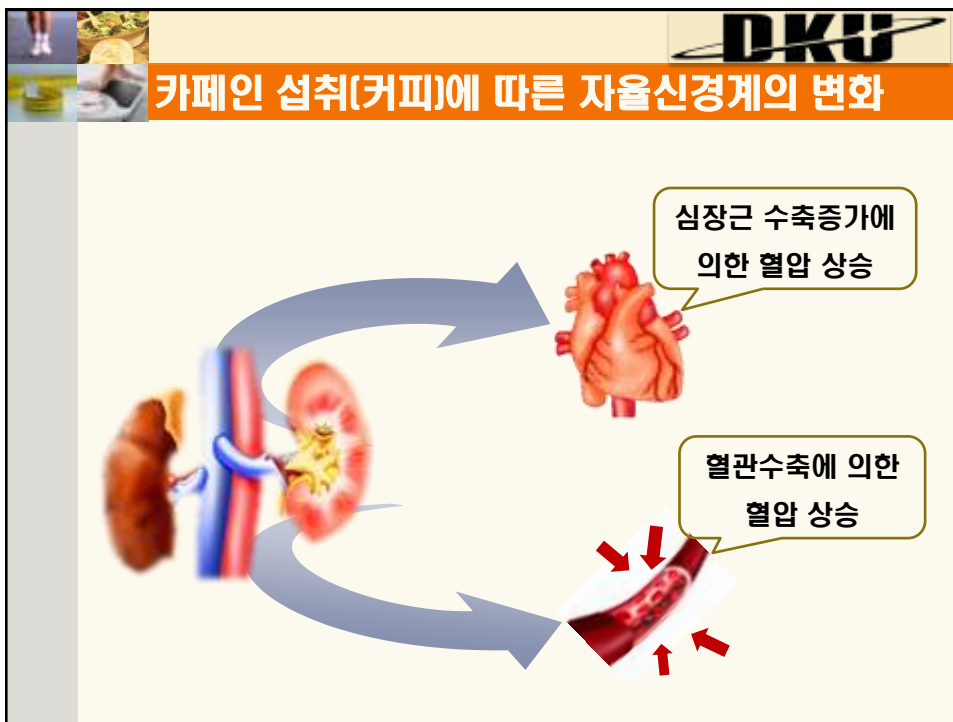 DKU
카페인 섭취(커피)에 따른 자율신경계의 변화
심장근 수축증가에
의한 혈압 상승
혈관수축에 의한
혈압 상승